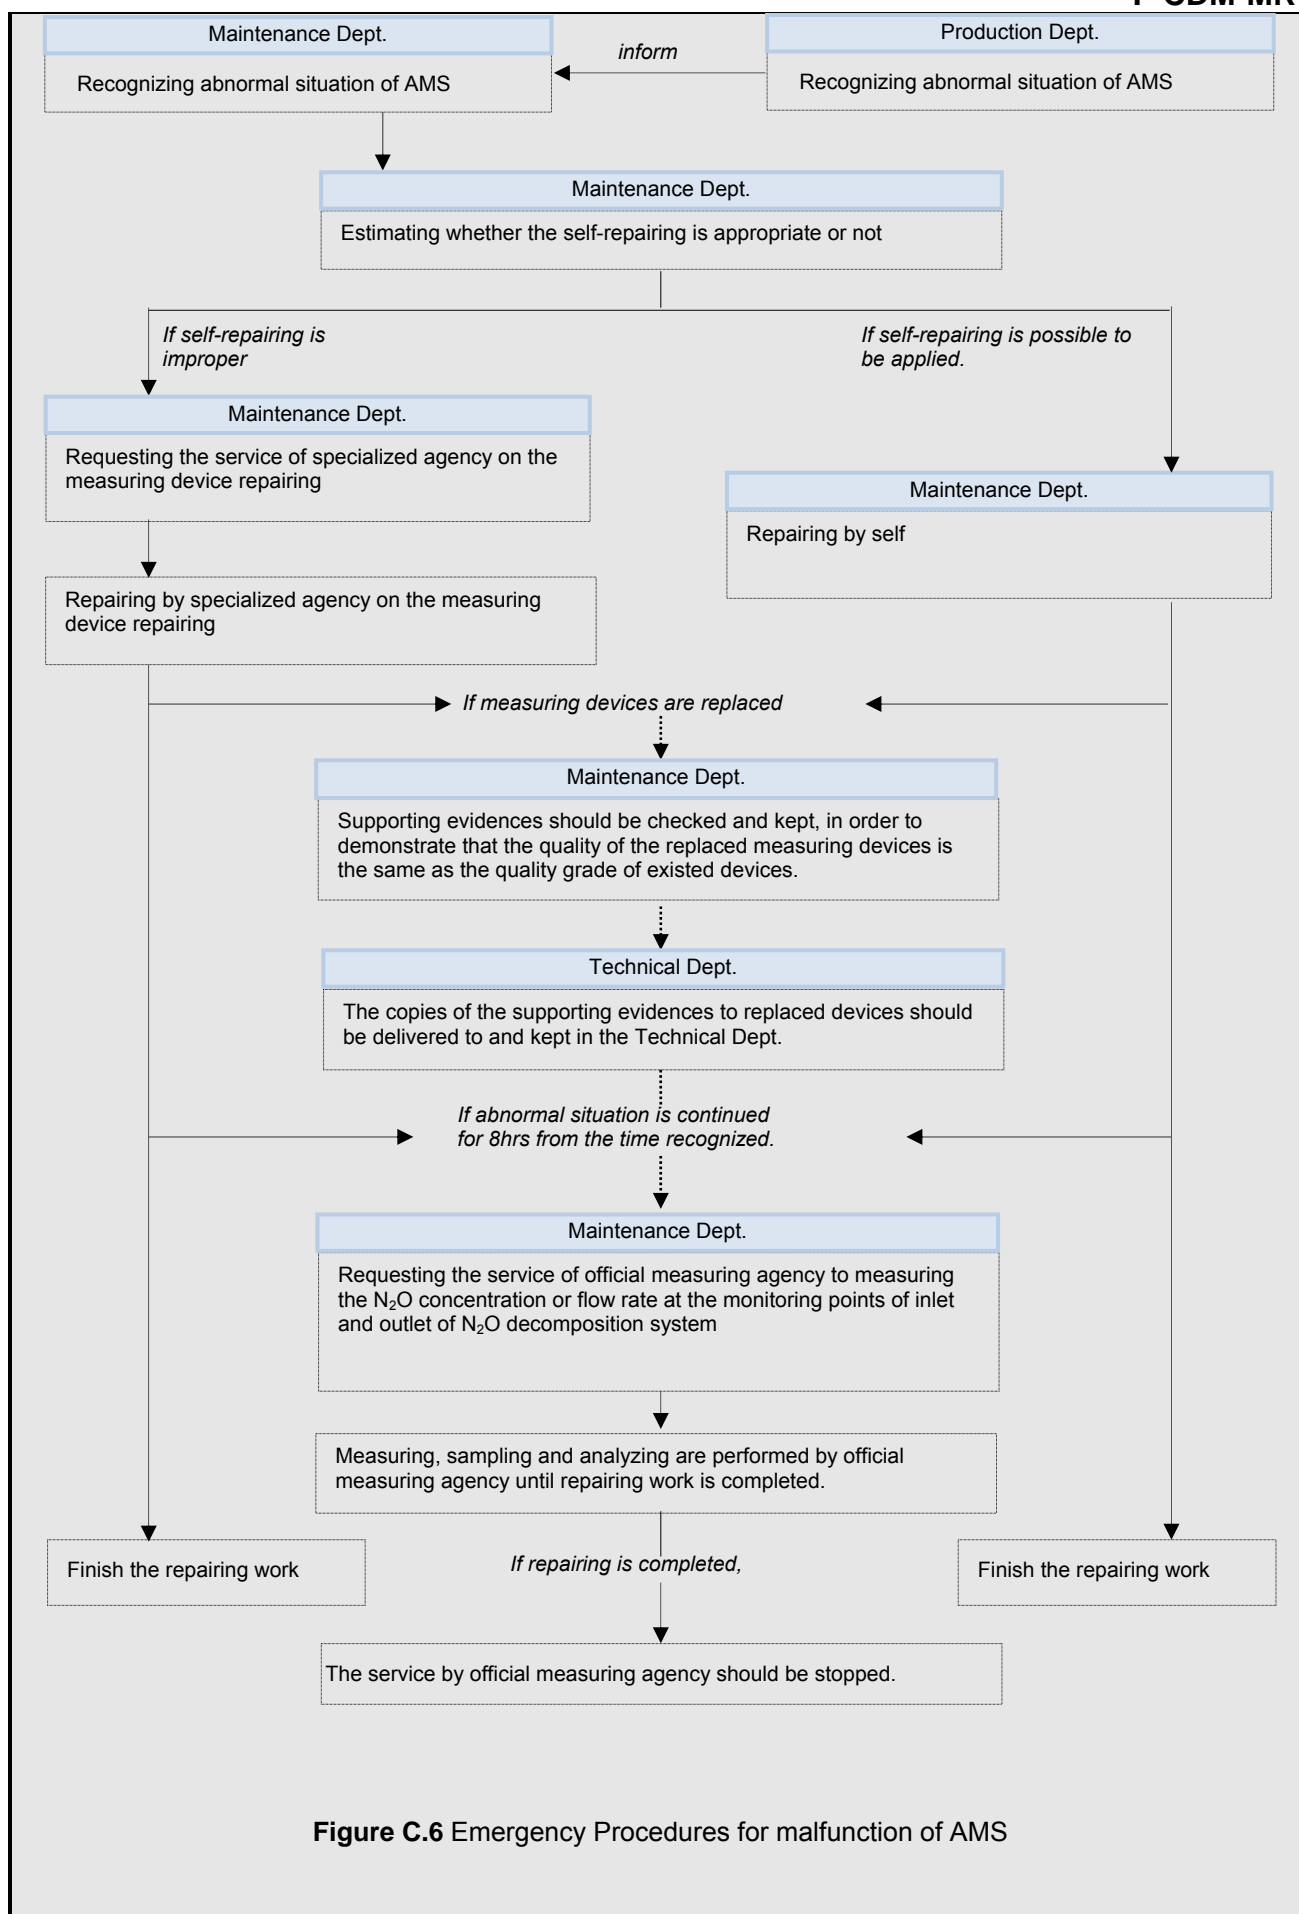 Maintenance Dept.
Recognizing abnormal situation of AMS
inform
Production Dept.
Recognizing abnormal situation of AMS
Maintenance Dept.
Estimating whether the self-repairing is appropriate or not
If self-repairing is
improper
If self-repairing is possible to
be applied.
Maintenance Dept.
Requesting the service of specialized agency on the
measuring device repairing
Maintenance Dept.
Repairing by self
Repairing by specialized agency on the measuring
device repairing
If measuring devices are replaced
Maintenance Dept.
Supporting evidences should be checked and kept, in order to
demonstrate that the quality of the replaced measuring devices is
the same as the quality grade of existed devices.
Technical Dept.
The copies of the supporting evidences to replaced devices should
be delivered to and kept in the Technical Dept.
If abnormal situation is continued
for 8hrs from the time recognized.
Maintenance Dept.
Requesting the service of official measuring agency to measuring
the N₂O concentration or flow rate at the monitoring points of inlet
and outlet of N₂O decomposition system
Measuring, sampling and analyzing are performed by official
measuring agency until repairing work is completed.
Finish the repairing work
If repairing is completed,
Finish the repairing work
The service by official measuring agency should be stopped.
Figure C.6 Emergency Procedures for malfunction of AMS